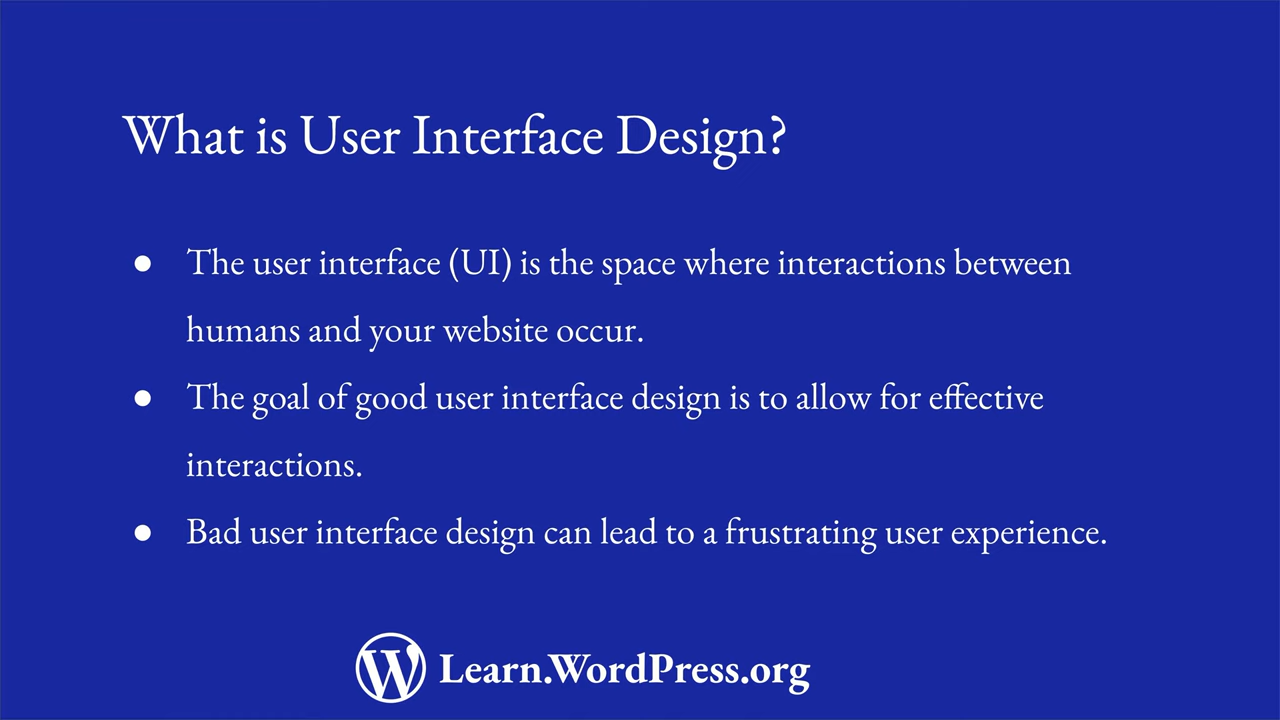 What is User Interface Design?
● The user interface (UI) is the space where interactions between
humans and your website occur.
● The goal of good user interface design is to allow for effective
interactions.
● Bad user interface design can lead to a frustrating user experience.
Learn.WordPress.org